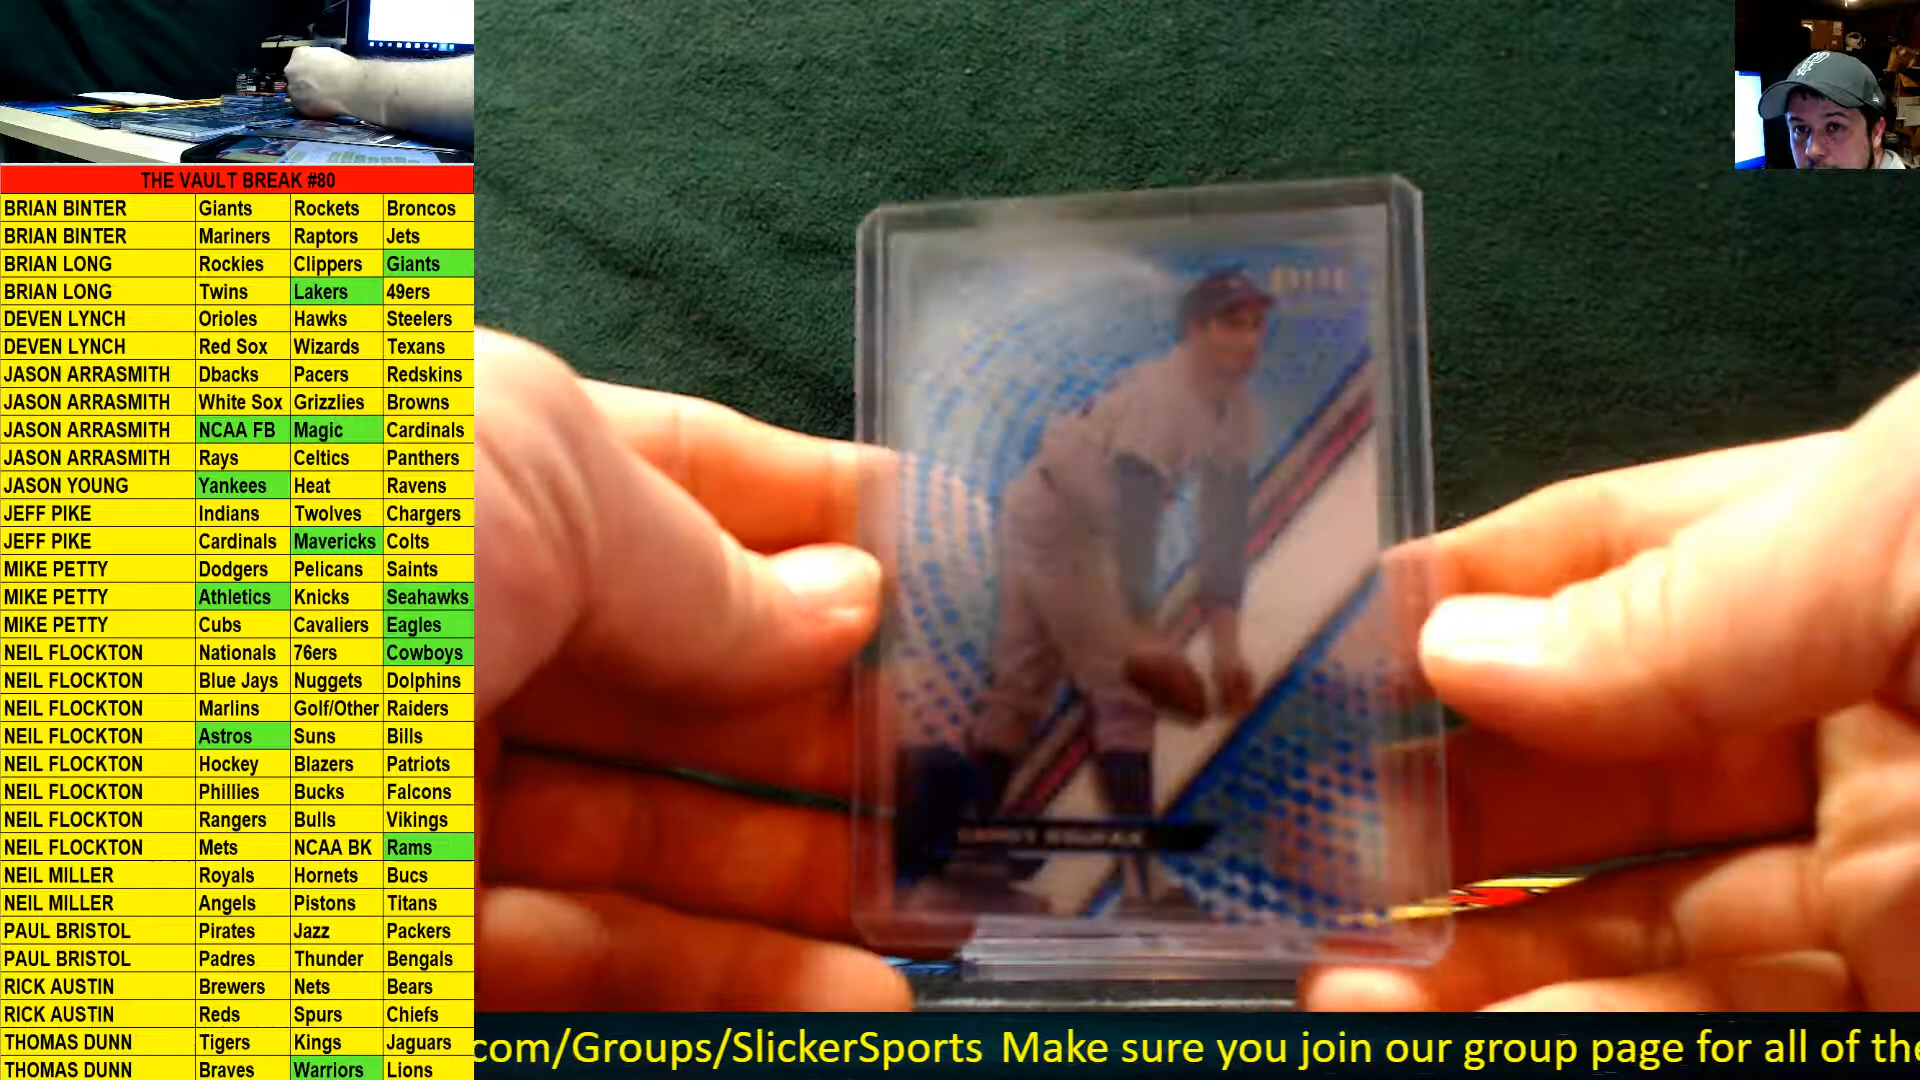 THE VAULT BREAK #80
BRIAN BINTER Giants Rockets Broncos
BRIAN BINTER Mariners Raptors Jets
BRIAN LONG Rockies Clippers Giants
BRIAN LONG Twins Lakers 49ers
DEVEN LYNCH Orioles Hawks Steelers
DEVEN LYNCH Red Sox Wizards Texans
JASON ARRASMITH Dbacks Pacers Redskins
JASON ARRASMITH White Sox Grizzlies Browns
JASON ARRASMITH NCAA FB Magic Cardinals
JASON ARRASMITH Rays Celtics Panthers
JASON YOUNG Yankees Heat Ravens
JEFF PIKE Indians Twolves Chargers
JEFF PIKE Cardinals Mavericks Colts
MIKE PETTY Dodgers Pelicans Saints
MIKE PETTY Athletics Knicks Seahawks
MIKE PETTY Cubs Cavaliers Eagles
NEIL FLOCKTON Nationals 76ers Cowboys
NEIL FLOCKTON Blue Jays Nuggets Dolphins
NEIL FLOCKTON Marlins Golf/Other Raiders
NEIL FLOCKTON Astros Suns Bills
NEIL FLOCKTON Hockey Blazers Patriots
NEIL FLOCKTON Phillies Bucks Falcons
NEIL FLOCKTON Rangers Bulls Vikings
NEIL FLOCKTON Mets NCAA BK Rams
NEIL MILLER Royals Hornets Bucs
NEIL MILLER Angels Pistons Titans
PAUL BRISTOL Pirates Jazz Packers
PAUL BRISTOL Padres Thunder Bengals
RICK AUSTIN Brewers Nets Bears
RICK AUSTIN Reds Spurs Chiefs
THOMAS DUNN Tigers Kings Jaguars
THOMAS DUNN Braves Warriors Lions
com/Groups/SlickerSports Make sure you join our group page for all of the